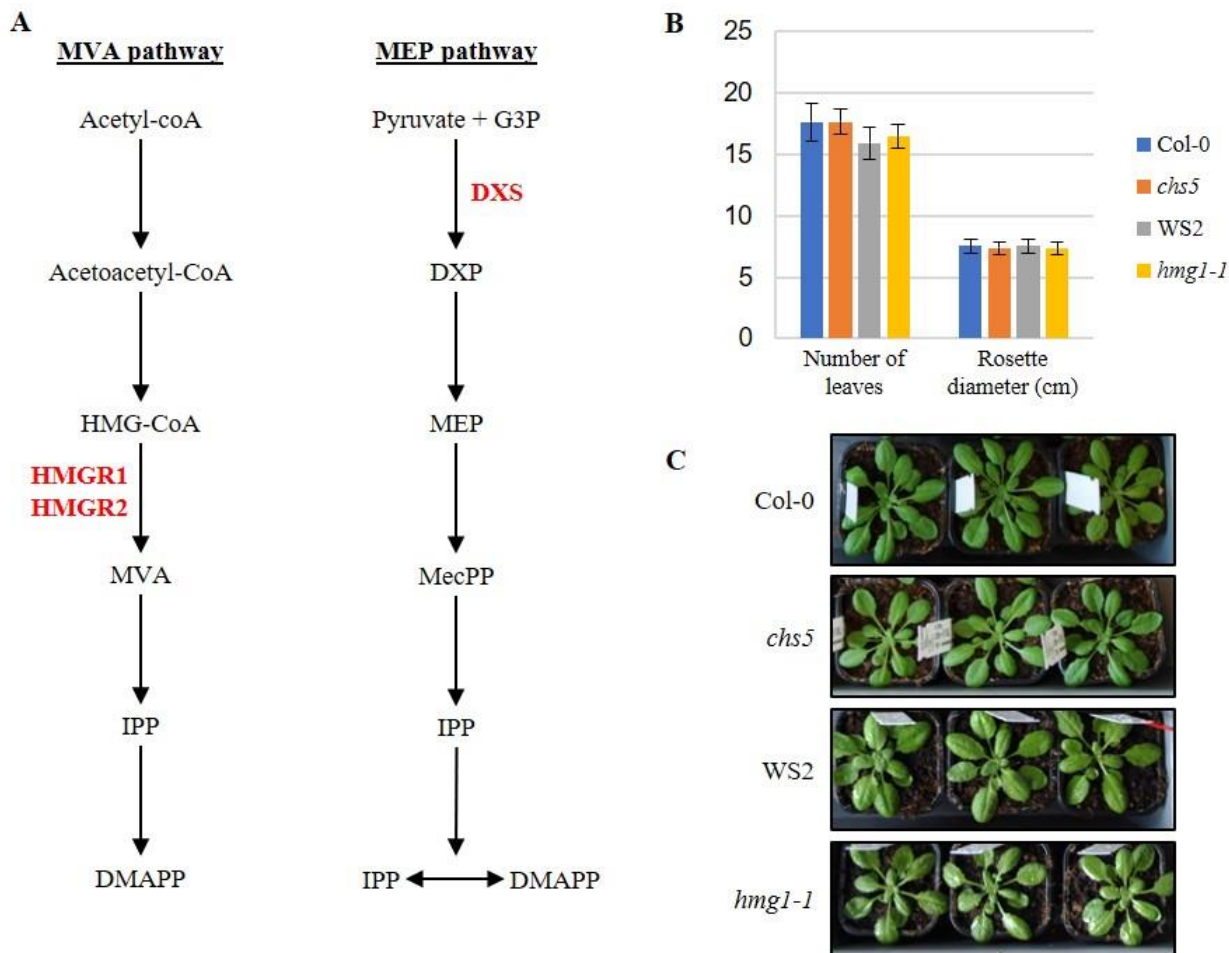 A
MVA pathway
Acetyl-coA
Acetoacetyl-CoA
HMG-CoA
HMGR1
HMGR2
MVA
IPP
DMAPP
MEP pathway
Pyruvate + G3P
DXS
DXP
MEP
MecPP
IPP
IPP DMAPP
B
25
20
15
10
5
0
Number of
leaves
Rosette
diameter (cm)
Col-0
chs5
WS2
hmg1-1
C
Col-0
chs5
WS2
hmg1-1